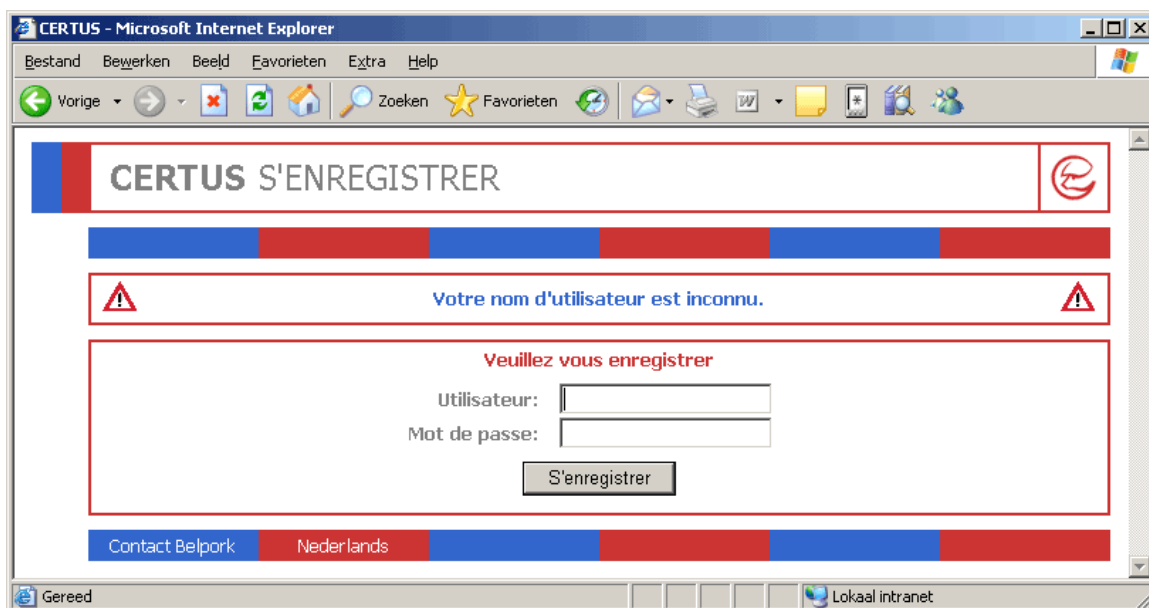 CERTUS - Microsoft Internet Explorer
Bestand Bewerken Beeld Favorieten Extra Help
Vorige Zoeken Favorieten
CERTUS S'ENREGISTRER
Votre nom d'utilisateur est inconnu.
Veuillez vous enregistrer
Utilisateur:
Mot de passe:
S'enregistrer
Contact Belpork Nederlands
Gereed Lokaal intranet